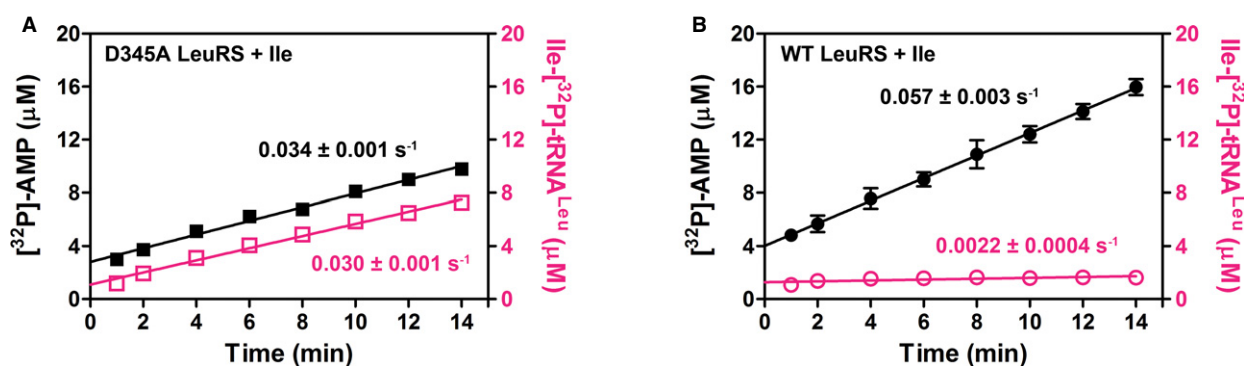 A
D345A LeuRS + Ile
[³²P]-AMP (μM)
20
16
12
8
4
0
0.034 ± 0.001 s⁻¹
0.030 ± 0.001 s⁻¹
20
16
12
8
4
0
Ile-[³²P]-tRNAᴸᵉᵘ (μM)
0 2 4 6 8 10 12 14
Time (min)
B
WT LeuRS + Ile
[³²P]-AMP (μM)
20
16
12
8
4
0
0.057 ± 0.003 s⁻¹
0.0022 ± 0.0004 s⁻¹
20
16
12
8
4
0
Ile-[³²P]-tRNAᴸᵉᵘ (μM)
0 2 4 6 8 10 12 14
Time (min)